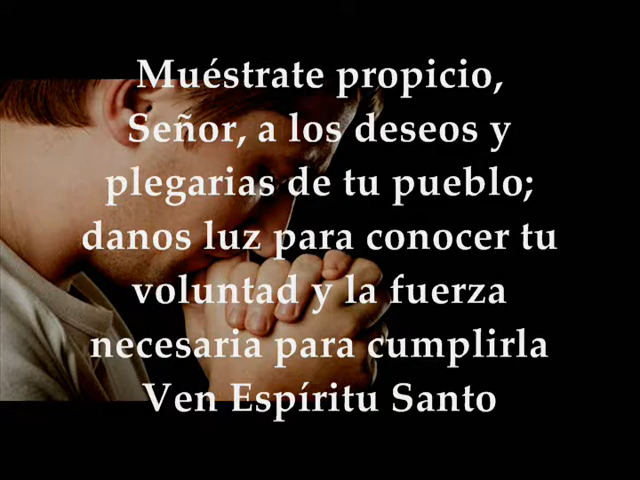 Muéstrate propicio,
Señor, a los deseos y
plegarias de tu pueblo;
danos luz para conocer tu
voluntad y la fuerza
necesaria para cumplirla
Ven Espíritu Santo